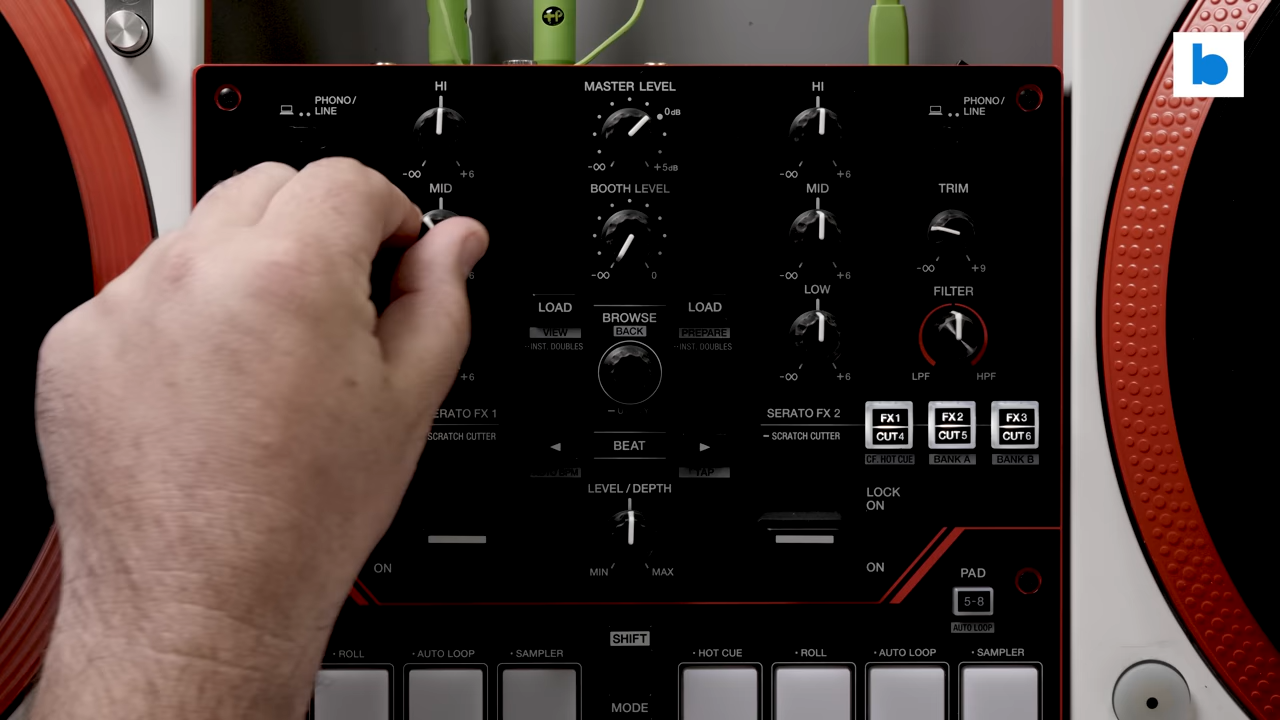 HI
MASTER LEVEL
HI
PHONO/
LINE
0dB
PHONO/
LINE
-∞ +6
-∞ +5dB
-∞ +6
MID
BOOTH LEVEL
MID
TRIM
6
-∞ 0
-∞ +6
-∞ +9
LOW
FILTER
LOAD
BROWSE
LOAD
VIEW
BACK
PREPARE
·· INST. DOUBLES
·· INST. DOUBLES
+6
-∞ +6
LPF HPF
ERATO FX 1
SERATO FX 2
FX1
FX2
FX3
SCRATCH CUTTER
– SCRATCH CUTTER
CUT4
CUT5
CUT6
BEAT
CF. HOT CUE
BANK A
BANK B
TAP
LEVEL / DEPTH
LOCK
ON
ON
MIN MAX
ON
PAD
5-8
AUTO LOOP
SHIFT
• ROLL
• AUTO LOOP
• SAMPLER
• HOT CUE
• ROLL
• AUTO LOOP
• SAMPLER
MODE
b